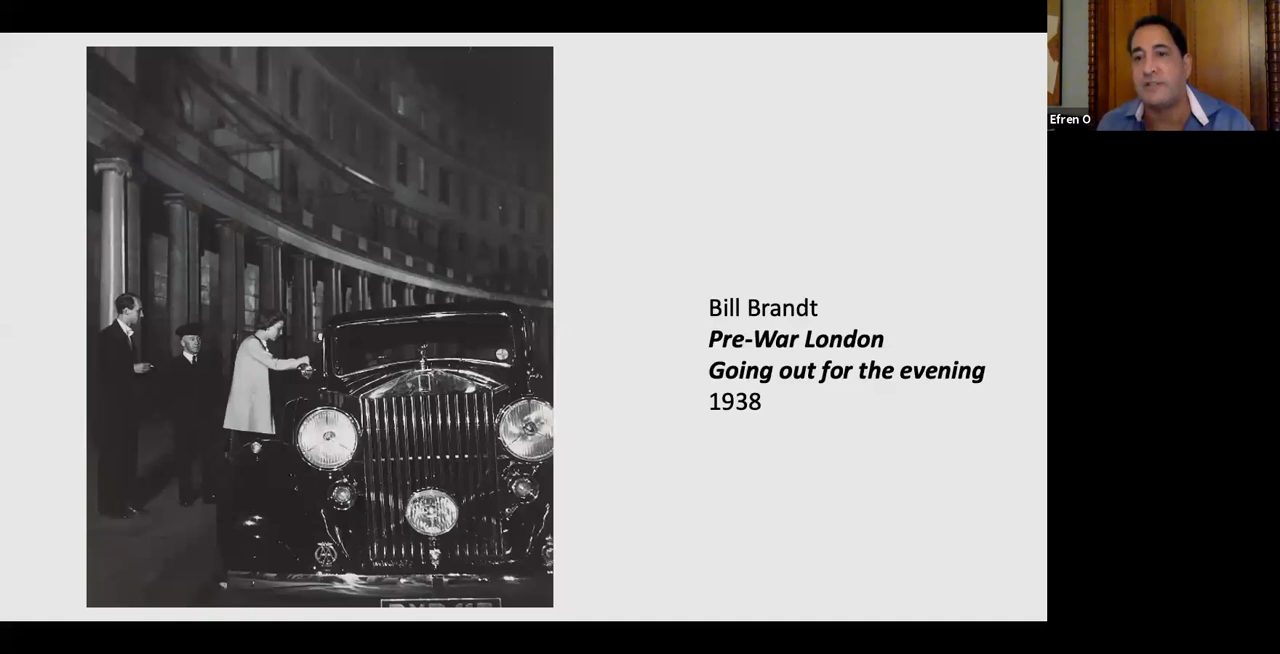 Bill Brandt
Pre-War London
Going out for the evening
1938
Efren O